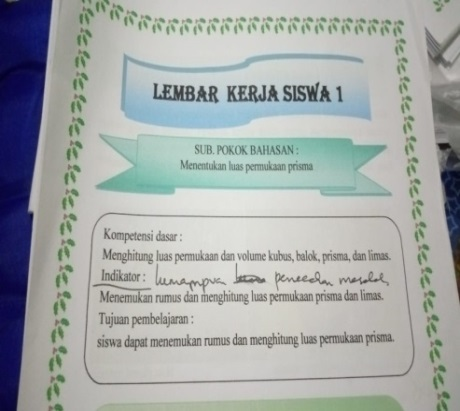 LEMBAR KERJA SISWA 1
SUB. POKOK BAHASAN :
Menentukan luas permukaan prisma
Kompetensi dasar :
Menghitung luas permukaan dan volume kubus, balok, prisma, dan limas.
Indikator :
Menemukan rumus dan menghitung luas permukaan prisma dan limas.
Tujuan pembelajaran :
siswa dapat menemukan rumus dan menghitung luas permukaan prisma.